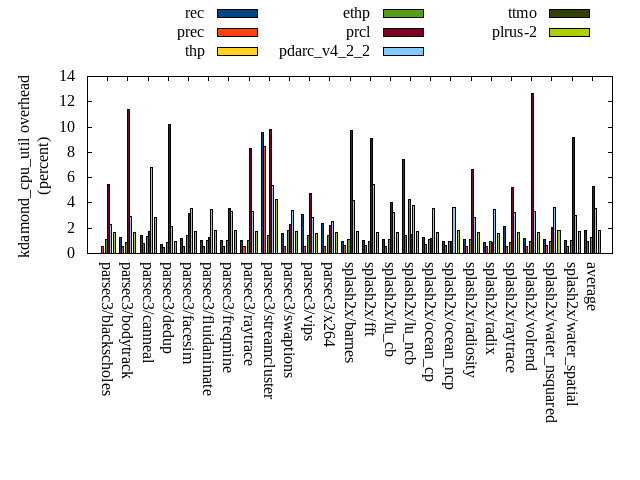 rec ethp ttmo
prec prcl plrus-2
thp pdarc_v4_2_2
kdamond_cpu_util overhead
(percent)
14
12
10
8
6
4
2
0
parsec3/blackscholes
parsec3/bodytrack
parsec3/canneal
parsec3/dedup
parsec3/facesim
parsec3/fluidanimate
parsec3/freqmine
parsec3/raytrace
parsec3/streamcluster
parsec3/swaptions
parsec3/vips
parsec3/x264
splash2x/barnes
splash2x/fft
splash2x/lu_cb
splash2x/lu_ncb
splash2x/ocean_cp
splash2x/ocean_ncp
splash2x/radiosity
splash2x/radix
splash2x/raytrace
splash2x/volrend
splash2x/water_nsquared
splash2x/water_spatial
average